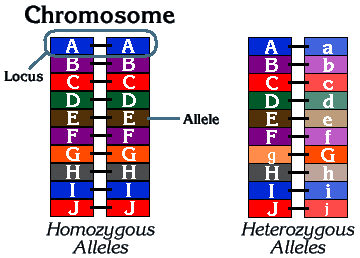 Chromosome
Locus
A A
B B
C C
D D
E E
F F
G G
H H
I I
J J
Allele
Homozygous
Alleles
A a
B b
C c
D d
E e
F f
g G
H h
I i
J j
Heterozygous
Alleles